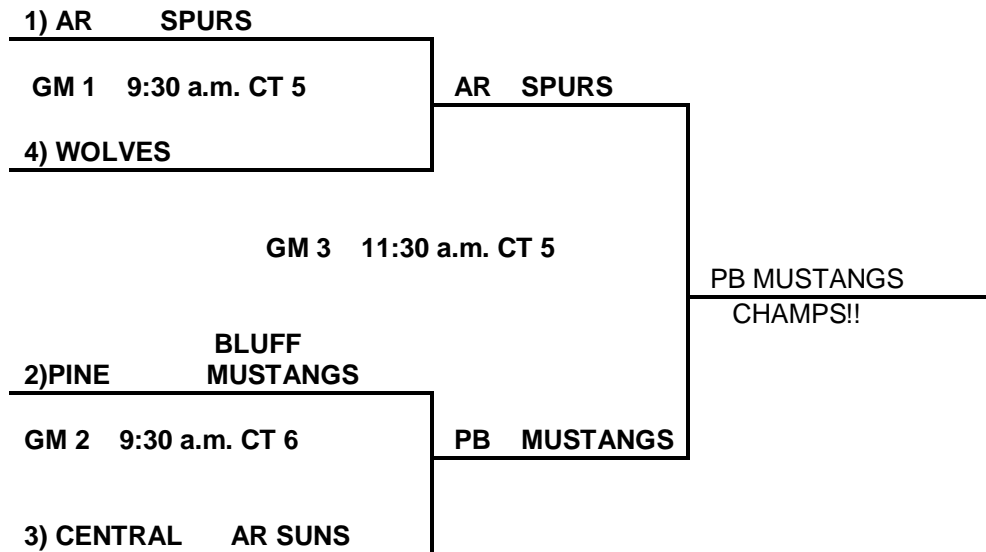 1) AR SPURS
GM 1 9:30 a.m. CT 5
AR SPURS
4) WOLVES
GM 3 11:30 a.m. CT 5
PB MUSTANGS
CHAMPS!!
BLUFF
2)PINE MUSTANGS
GM 2 9:30 a.m. CT 6
PB MUSTANGS
3) CENTRAL AR SUNS